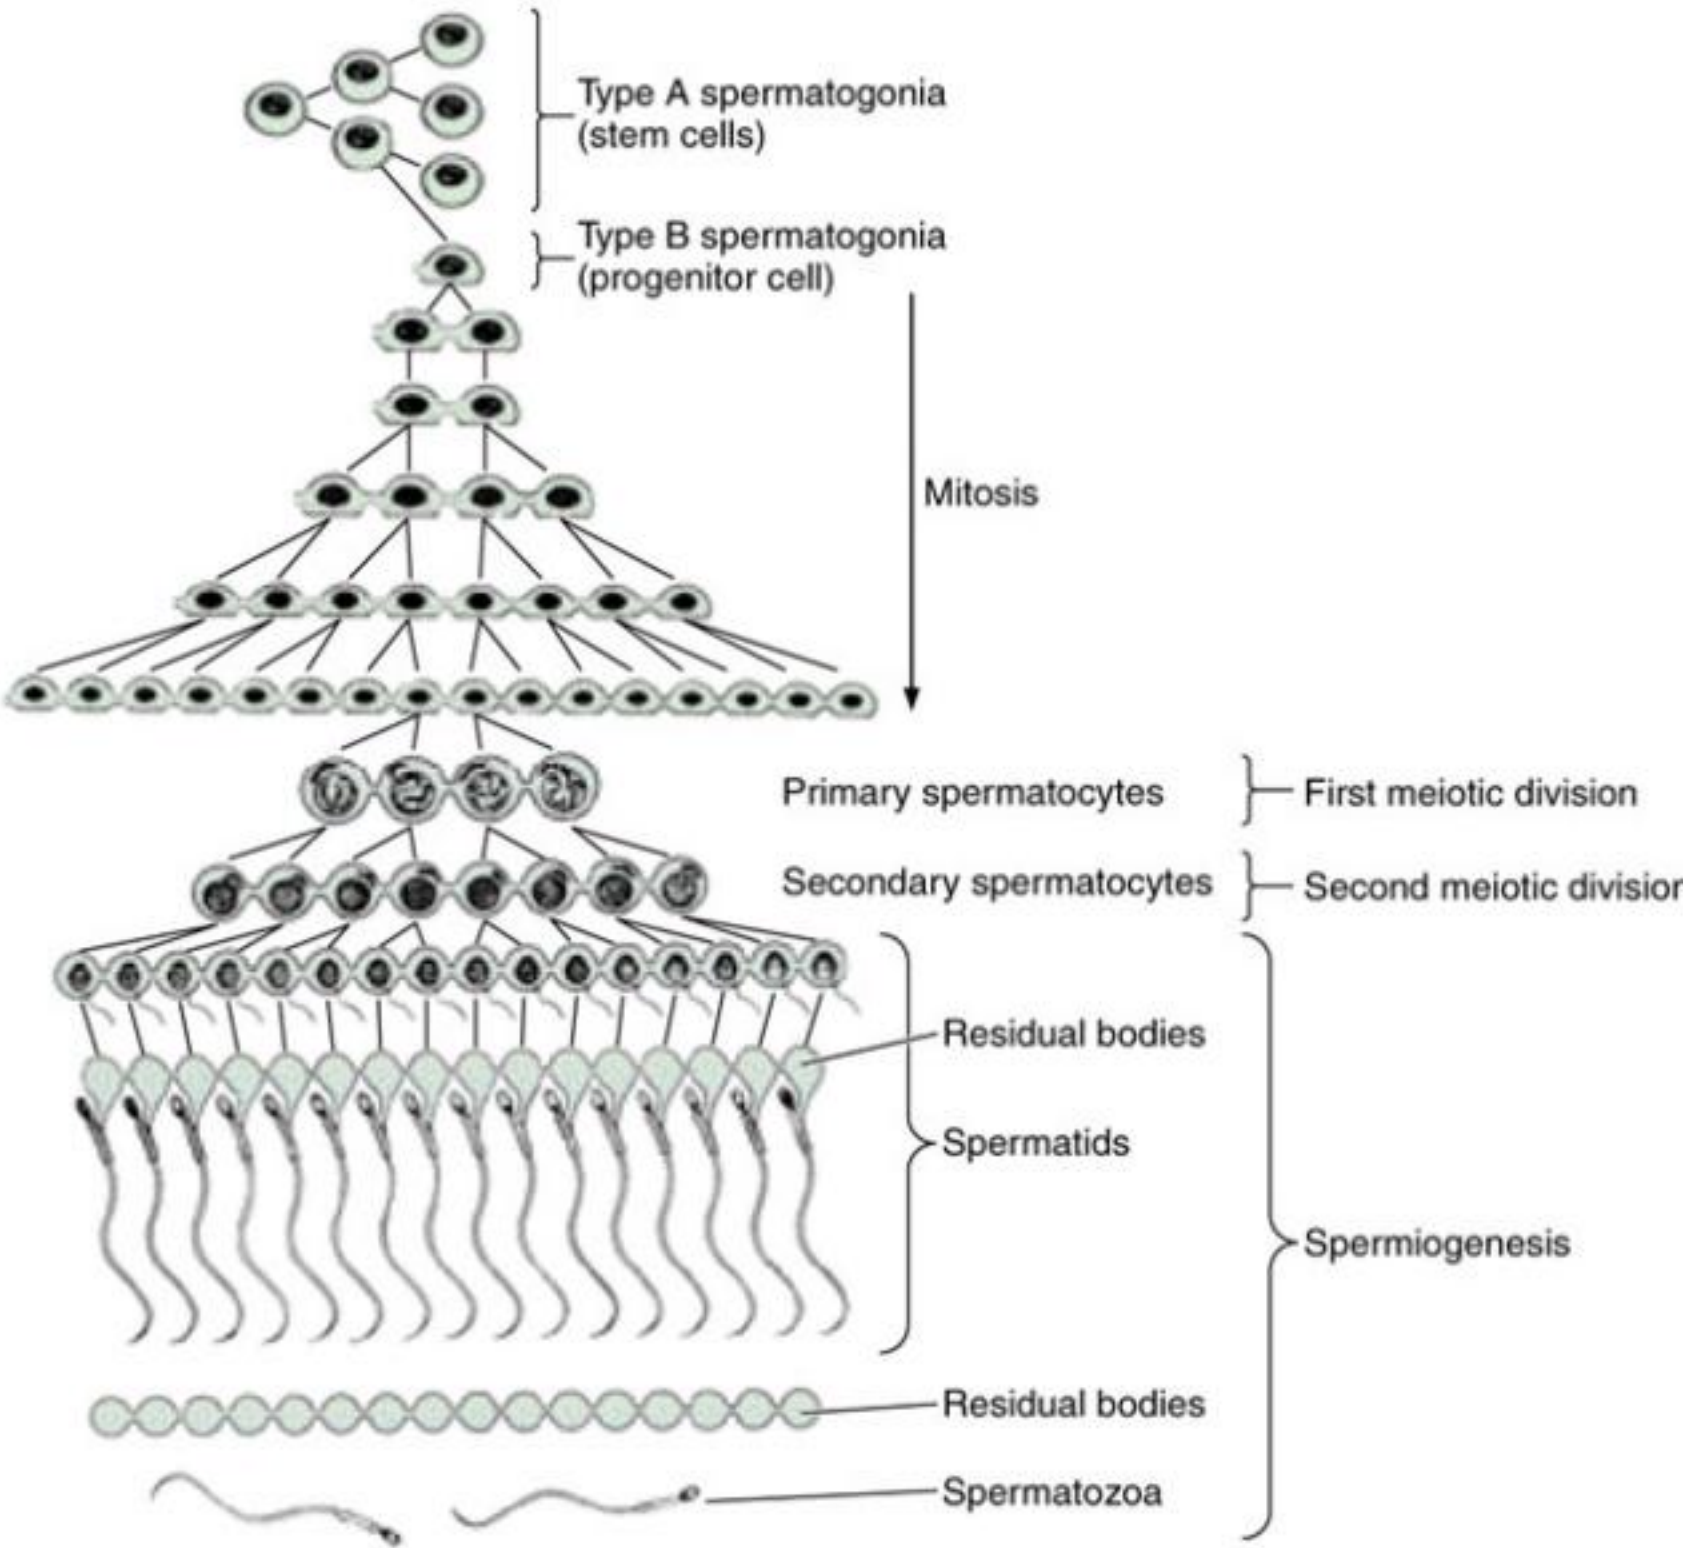 Type A spermatogonia
(stem cells)
Type B spermatogonia
(progenitor cell)
Mitosis
Primary spermatocytes
First meiotic division
Secondary spermatocytes
Second meiotic division
Residual bodies
Spermatids
Spermiogenesis
Residual bodies
Spermatozoa